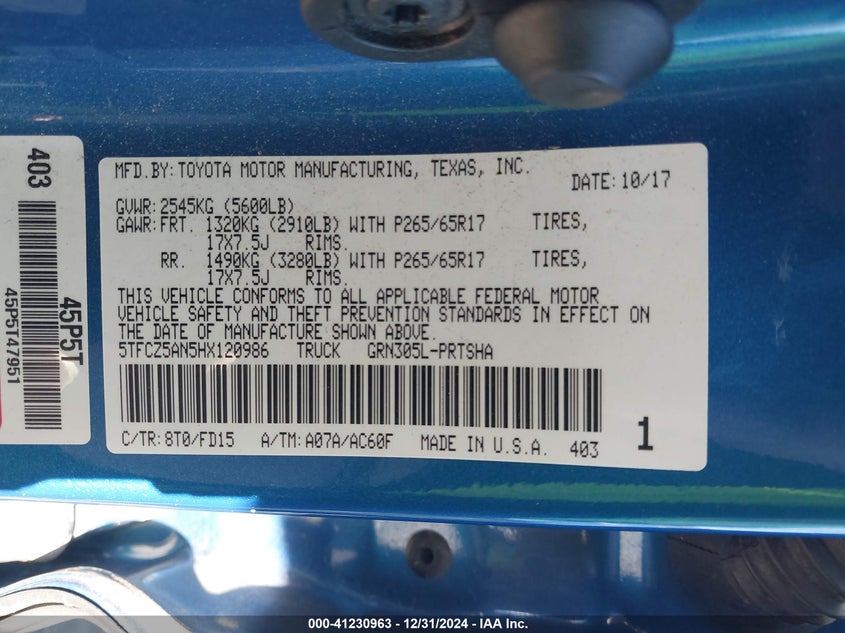 403
45P5T
45P5T47951
MFD.BY:TOYOTA MOTOR MANUFACTURING, TEXAS, INC.
DATE:10/17
GVWR:2545KG (5600LB)
GAWR:FRT. 1320KG (2910LB) WITH P265/65R17 TIRES,
17X7.5J RIMS.
RR. 1490KG (3280LB) WITH P265/65R17 TIRES,
17X7.5J RIMS.
THIS VEHICLE CONFORMS TO ALL APPLICABLE FEDERAL MOTOR
VEHICLE SAFETY AND THEFT PREVENTION STANDARDS IN EFFECT ON
THE DATE OF MANUFACTURE SHOWN ABOVE.
5TFCZ5AN5HX120986 TRUCK GRN305L-PRTSHA
C/TR:8T0/FD15 A/TM:A07A/AC60F MADE IN U.S.A. 403
1
000-41230963 - 12/31/2024 - IAA Inc.